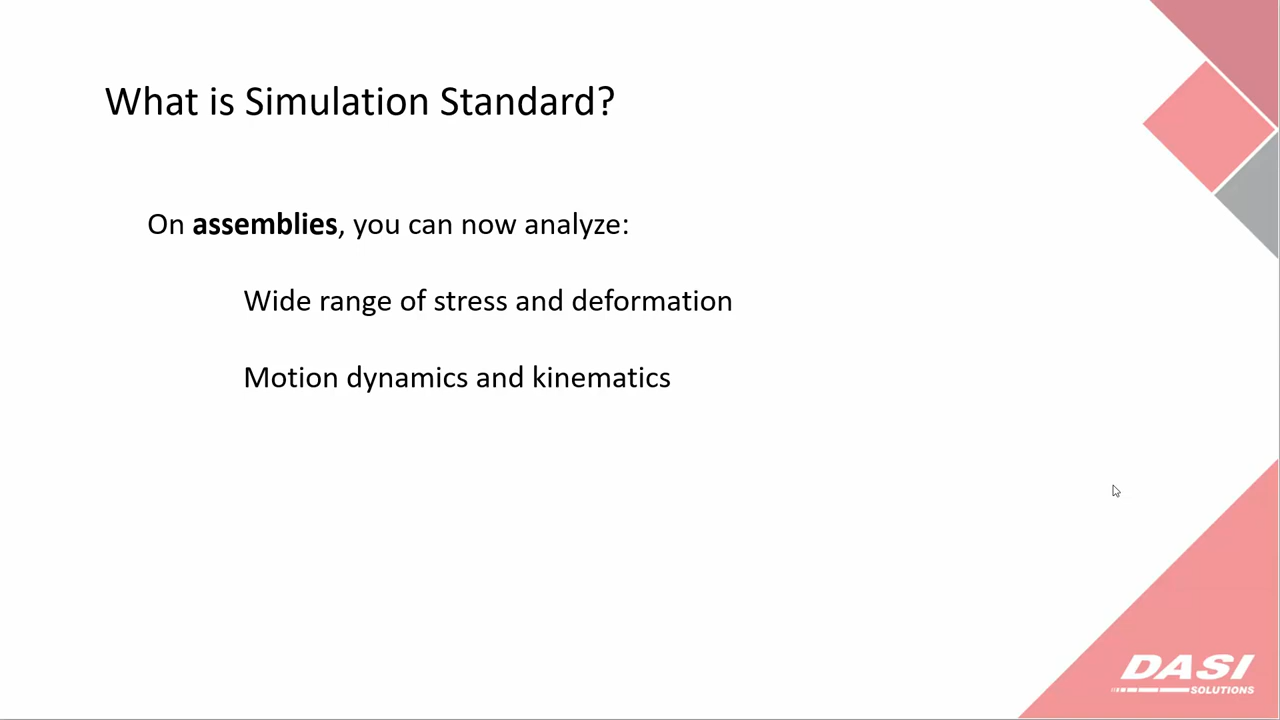 What is Simulation Standard?
On assemblies, you can now analyze:
Wide range of stress and deformation
Motion dynamics and kinematics
DASI
SOLUTIONS